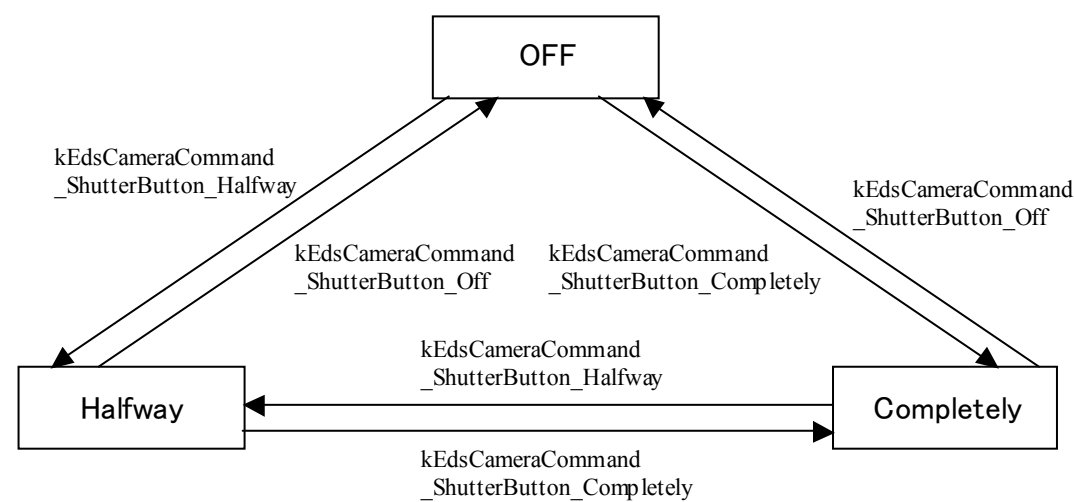 OFF
kEdsCameraCommand
_ShutterButton_Halfway
kEdsCameraCommand
_ShutterButton_Off
kEdsCameraCommand
_ShutterButton_Off
kEdsCameraCommand
_ShutterButton_Completely
kEdsCameraCommand
_ShutterButton_Halfway
Halfway
Completely
kEdsCameraCommand
_ShutterButton_Completely